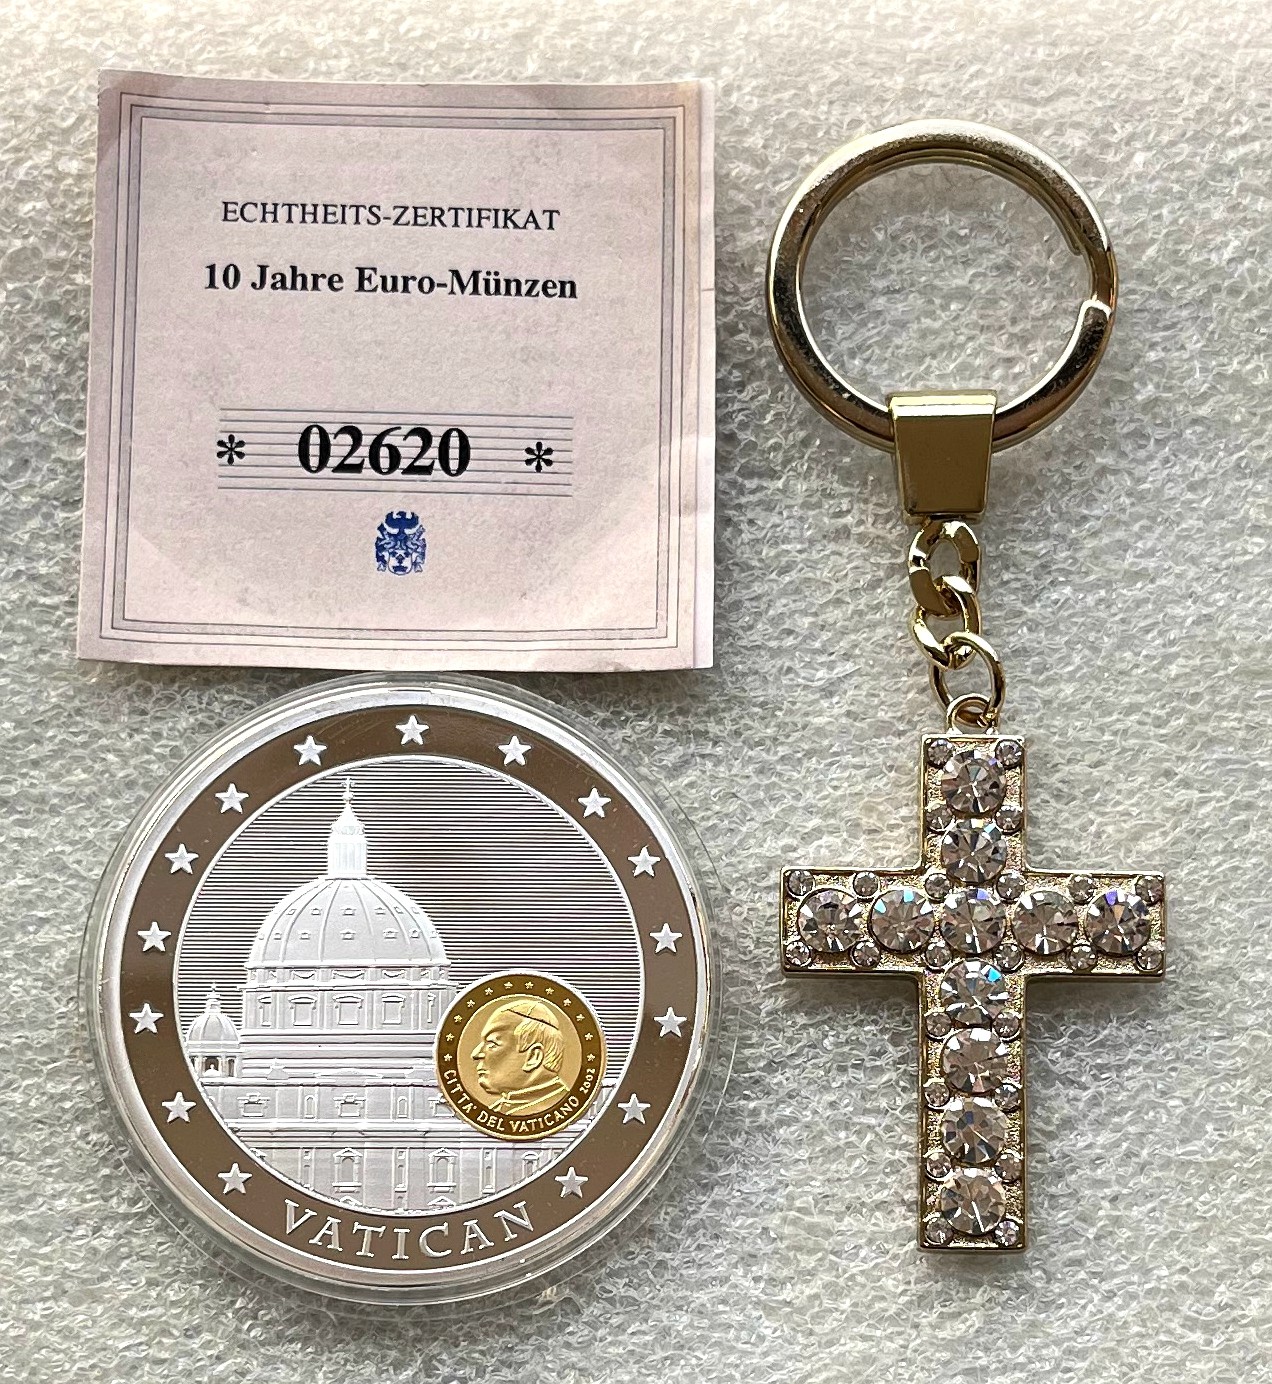 ECHTHEITS-ZERTIFIKAT
10 Jahre Euro-Münzen
* 02620 *
CITTA' DEL VATICANO 2002
VATICAN